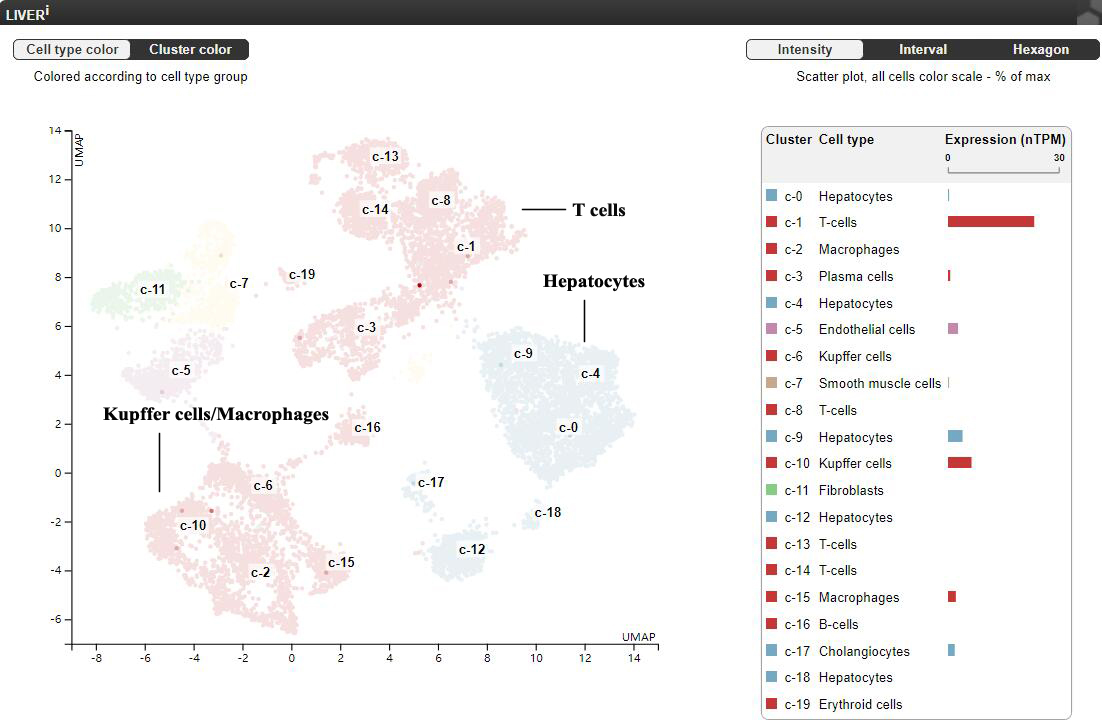 LIVERi
Cell type color Cluster color
Intensity Interval Hexagon
Colored according to cell type group
Scatter plot, all cells color scale - % of max
UMAP
14
12
10
8
6
4
2
0
-2
-4
-6
c-13
c-8
c-14
T cells
c-1
c-19
Hepatocytes
c-7
c-11
c-3
c-9
c-5
c-4
Kupffer cells/Macrophages
c-16
c-0
c-17
c-6
c-18
c-10
c-12
c-15
c-2
UMAP
-8 -6 -4 -2 0 2 4 6 8 10 12 14
Cluster Cell type Expression (nTPM)
0 30
c-0 Hepatocytes
c-1 T-cells
c-2 Macrophages
c-3 Plasma cells
c-4 Hepatocytes
c-5 Endothelial cells
c-6 Kupffer cells
c-7 Smooth muscle cells
c-8 T-cells
c-9 Hepatocytes
c-10 Kupffer cells
c-11 Fibroblasts
c-12 Hepatocytes
c-13 T-cells
c-14 T-cells
c-15 Macrophages
c-16 B-cells
c-17 Cholangiocytes
c-18 Hepatocytes
c-19 Erythroid cells